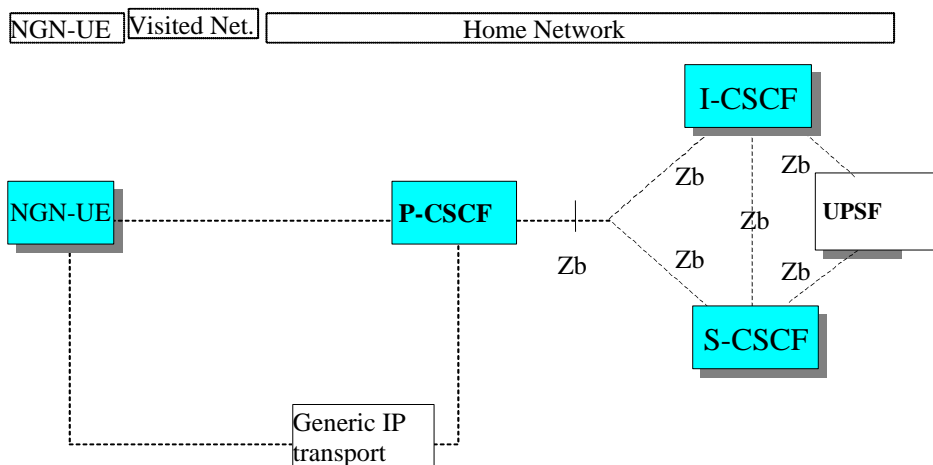 NGN-UE
Visited Net.
Home Network
I-CSCF
Zb
Zb
NGN-UE
P-CSCF
Zb
UPSF
Zb
Zb
Zb
S-CSCF
Generic IP
transport